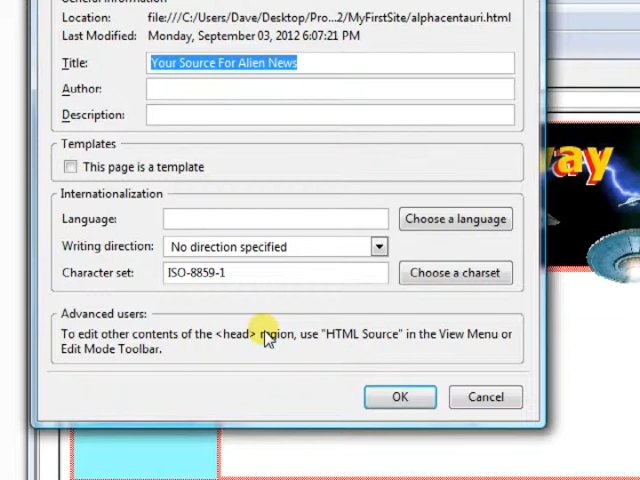 General Information
Location: file:///C:/Users/Dave/Desktop/Pro...2/MyFirstSite/alphacentauri.html
Last Modified: Monday, September 03, 2012 6:07:21 PM
Title: Your Source For Alien News
Author:
Description:
Templates
This page is a template
Internationalization
Language: Choose a language
Writing direction: No direction specified
Character set: ISO-8859-1 Choose a charset
Advanced users:
To edit other contents of the <head> region, use "HTML Source" in the View Menu or
Edit Mode Toolbar.
OK Cancel